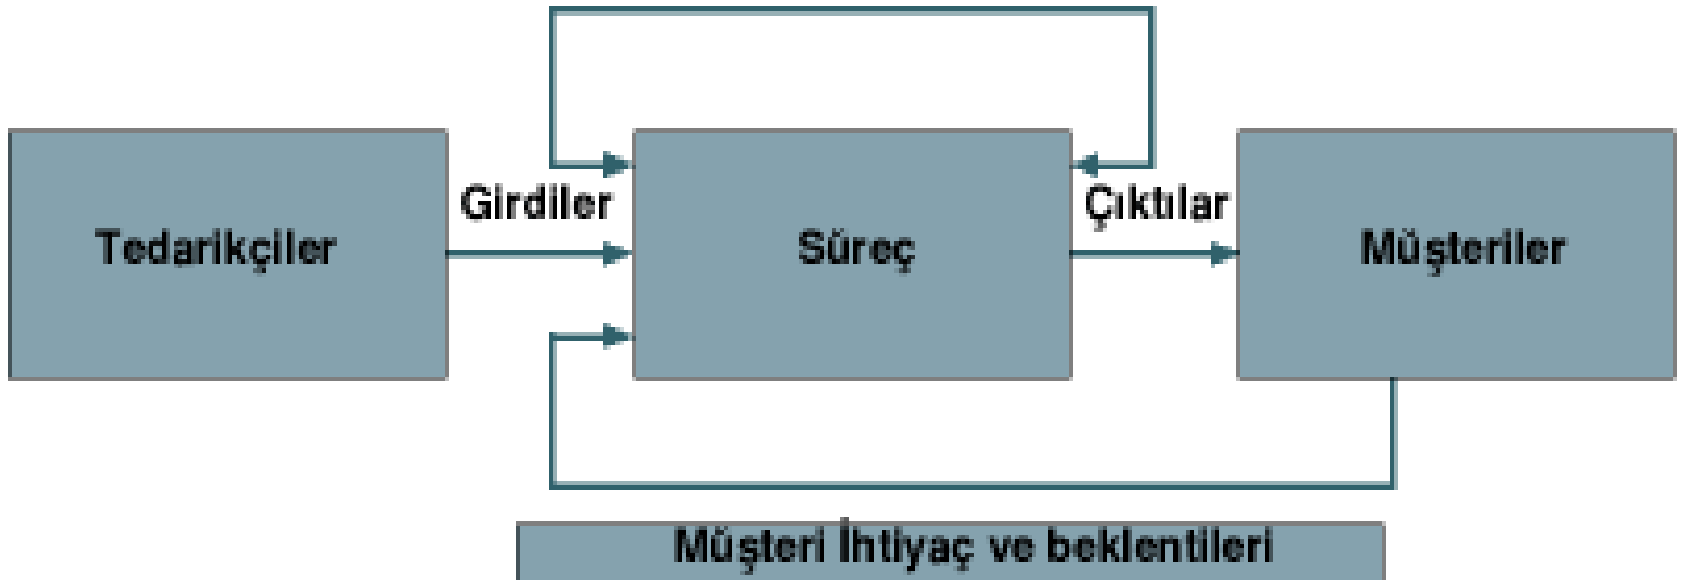 Girdiler
Çıktılar
Tedarikçiler
Süreç
Müşteriler
Müşteri İhtiyaç ve beklentileri